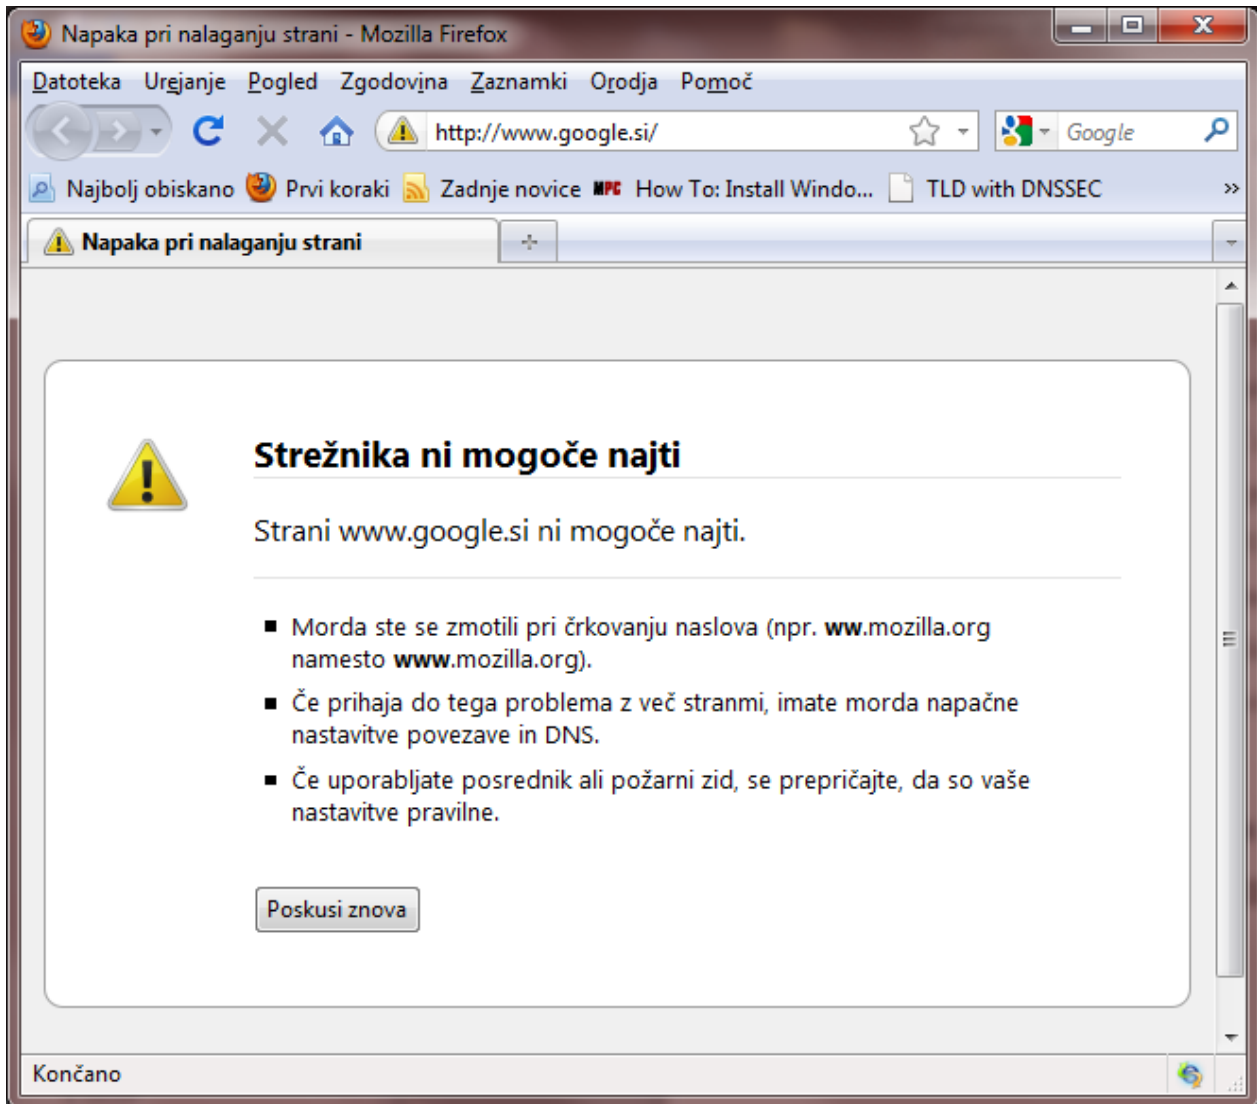 Napaka pri nalaganju strani - Mozilla Firefox
Datoteka Urejanje Pogled Zgodovina Zaznamki Orodja Pomoč
http://www.google.si/ Google
Najbolj obiskano Prvi koraki Zadnje novice MPC How To: Install Windo... TLD with DNSSEC »
Napaka pri nalaganju strani
Strežnika ni mogoče najti
Strani www.google.si ni mogoče najti.
Morda ste se zmotili pri črkovanju naslova (npr. ww.mozilla.org
namesto www.mozilla.org).
Če prihaja do tega problema z več stranmi, imate morda napačne
nastavitve povezave in DNS.
Če uporabljate posrednik ali požarni zid, se prepričajte, da so vaše
nastavitve pravilne.
Poskusi znova
Končano